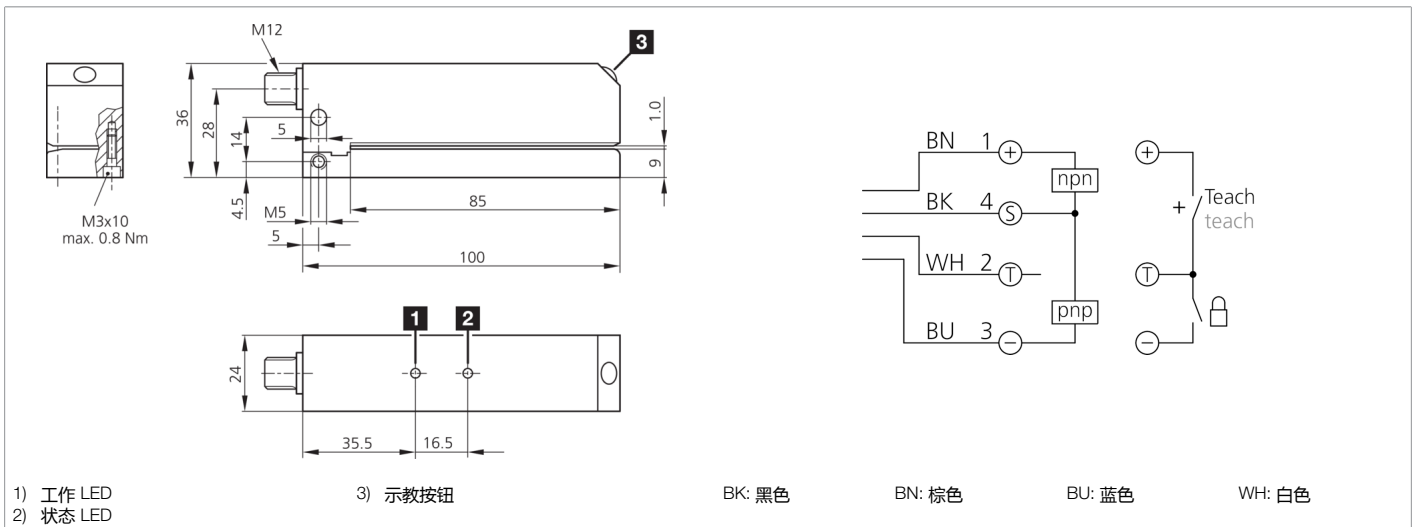 M12
3
36
28
14
5
4.5
M5
5
1.0
9
85
100
M3x10
max. 0.8 Nm
1
2
24
35.5
16.5
BN 1 +
npn
BK 4 S
WH 2 T
pnp
BU 3 −
+
+ Teach
teach
T
−
1) 工作 LED
2) 状态 LED
3) 示教按钮
BK: 黑色
BN: 棕色
BU: 蓝色
WH: 白色